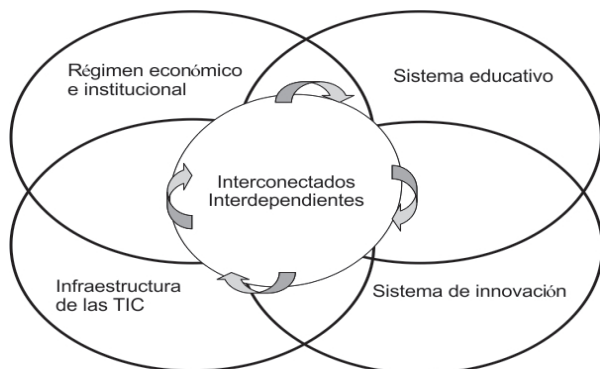 Régimen económico
e institucional
Sistema educativo
Interconectados
Interdependientes
Infraestructura
de las TIC
Sistema de innovación